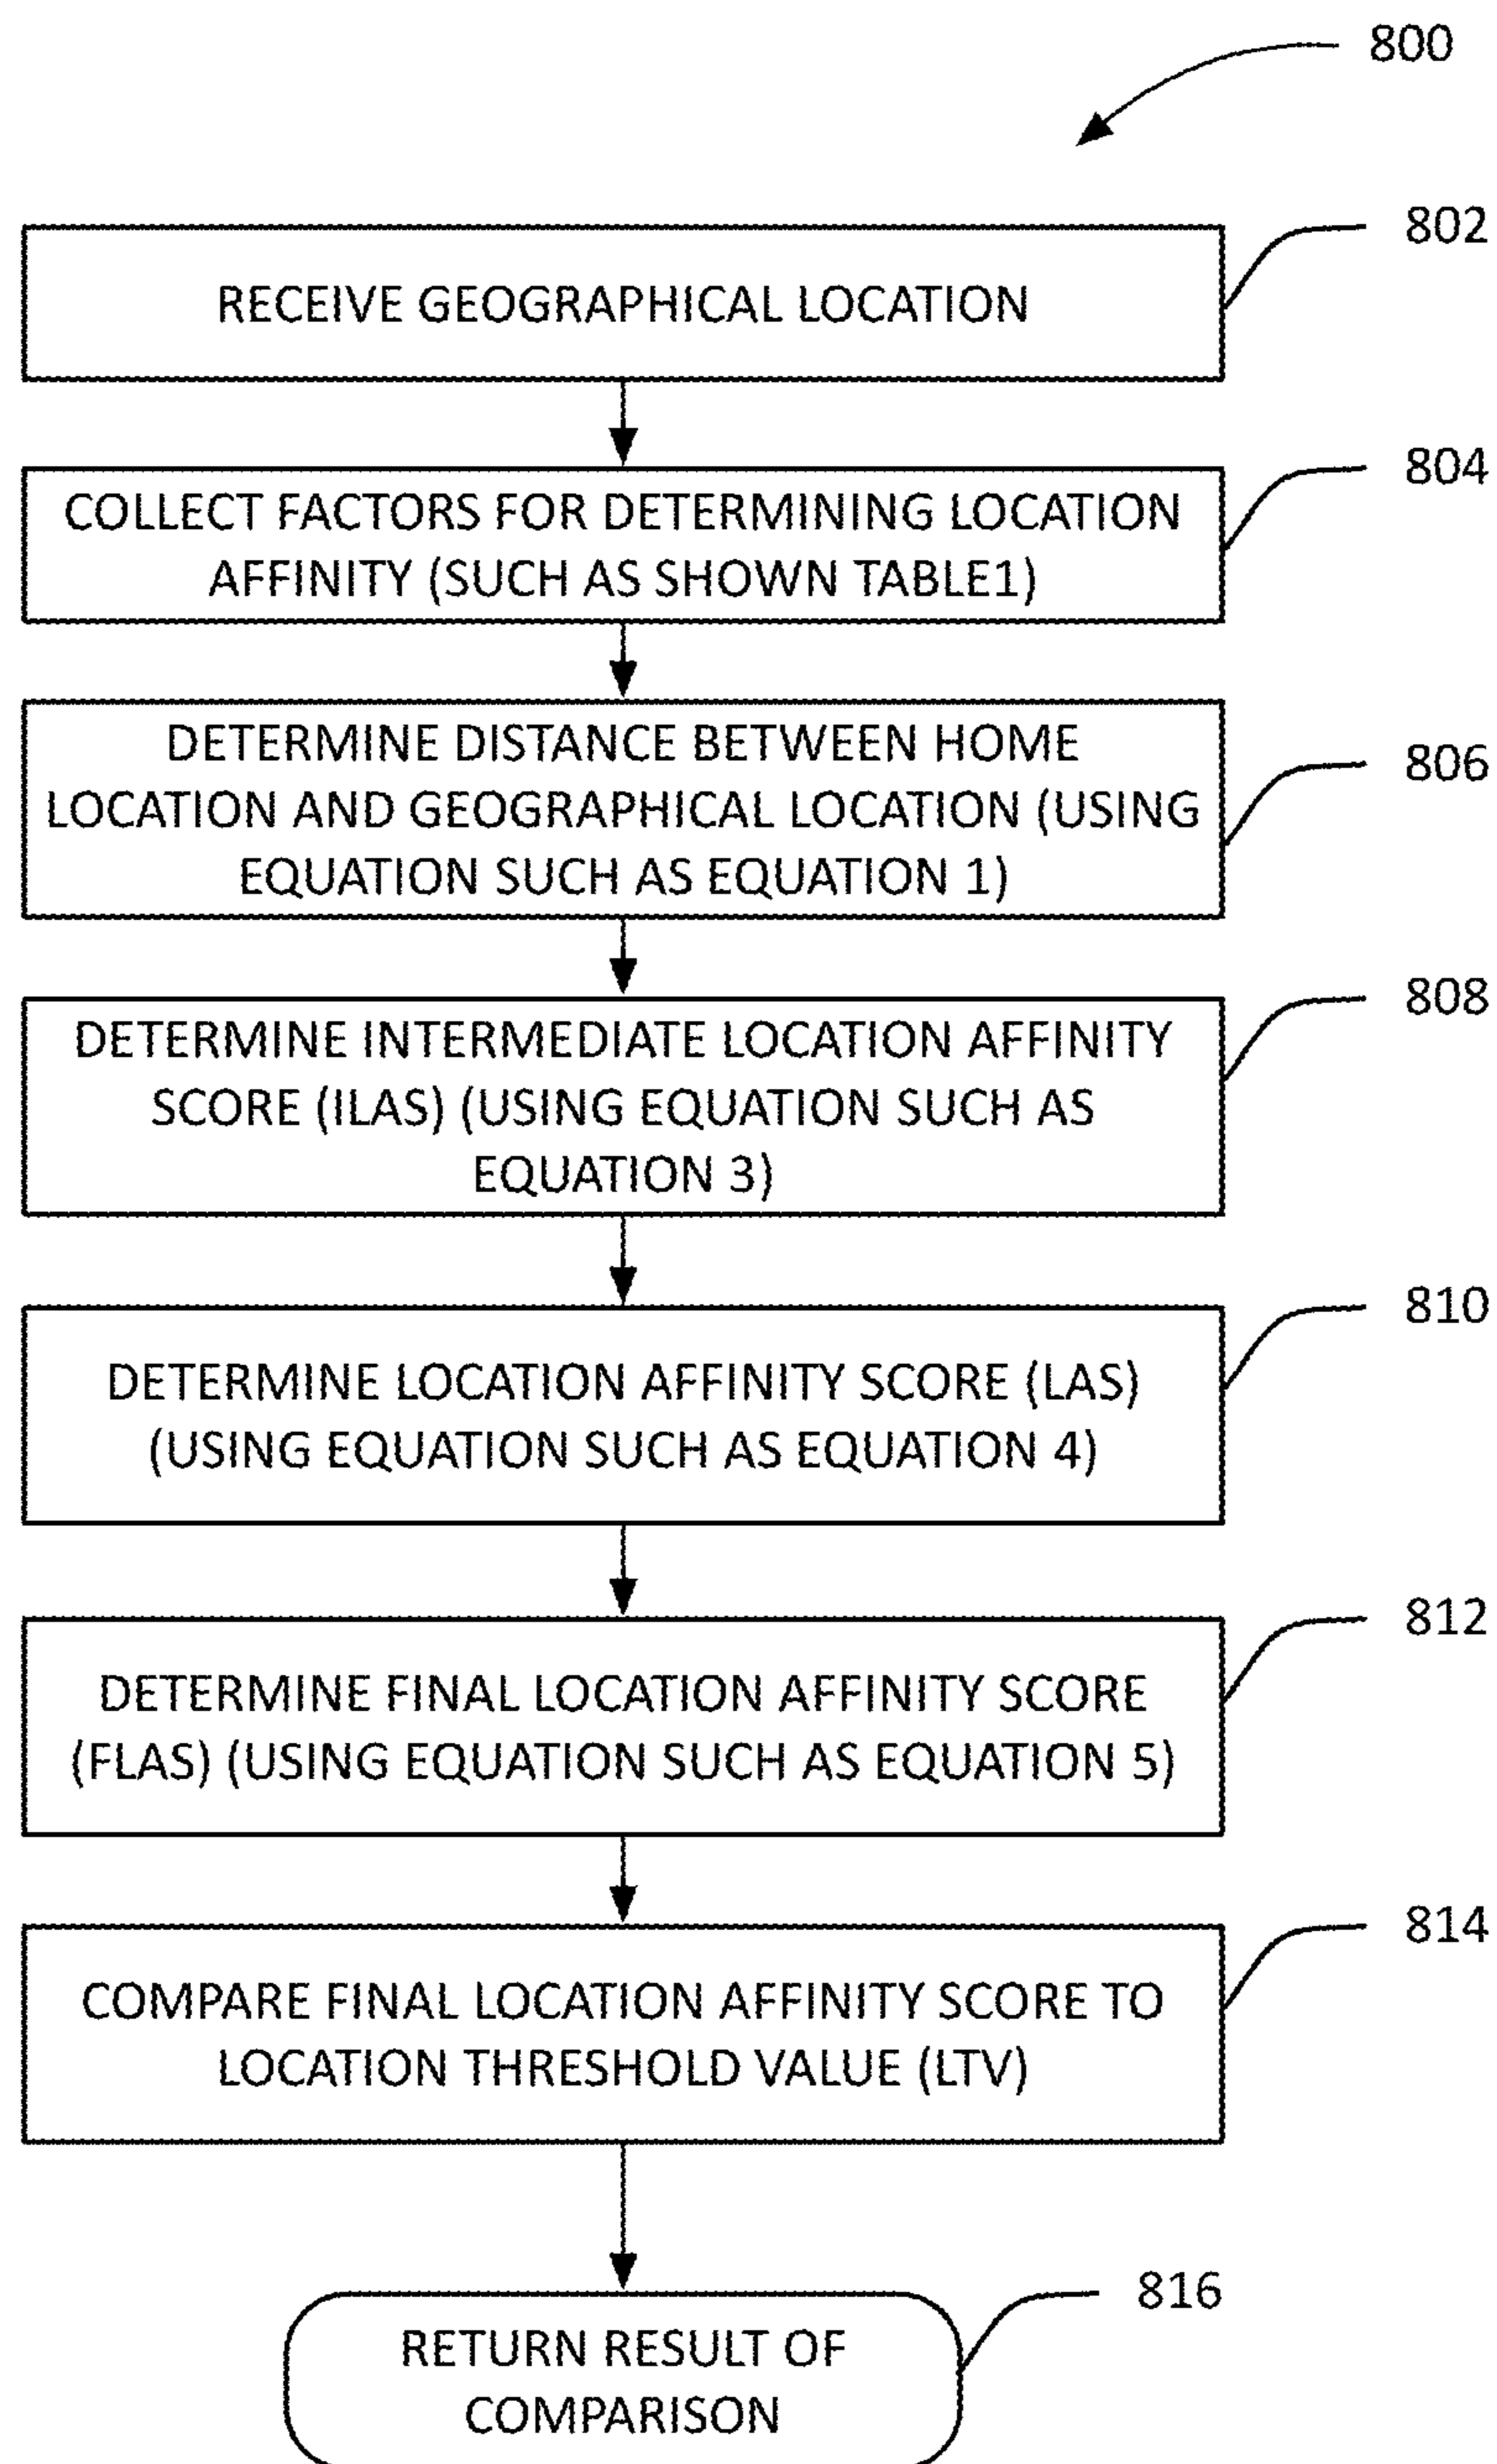 800
802
RECEIVE GEOGRAPHICAL LOCATION
804
COLLECT FACTORS FOR DETERMINING LOCATION
AFFINITY (SUCH AS SHOWN TABLE1)
806
DETERMINE DISTANCE BETWEEN HOME
LOCATION AND GEOGRAPHICAL LOCATION (USING
EQUATION SUCH AS EQUATION 1)
808
DETERMINE INTERMEDIATE LOCATION AFFINITY
SCORE (ILAS) (USING EQUATION SUCH AS
EQUATION 3)
810
DETERMINE LOCATION AFFINITY SCORE (LAS)
(USING EQUATION SUCH AS EQUATION 4)
812
DETERMINE FINAL LOCATION AFFINITY SCORE
(FLAS) (USING EQUATION SUCH AS EQUATION 5)
814
COMPARE FINAL LOCATION AFFINITY SCORE TO
LOCATION THRESHOLD VALUE (LTV)
816
RETURN RESULT OF
COMPARISON